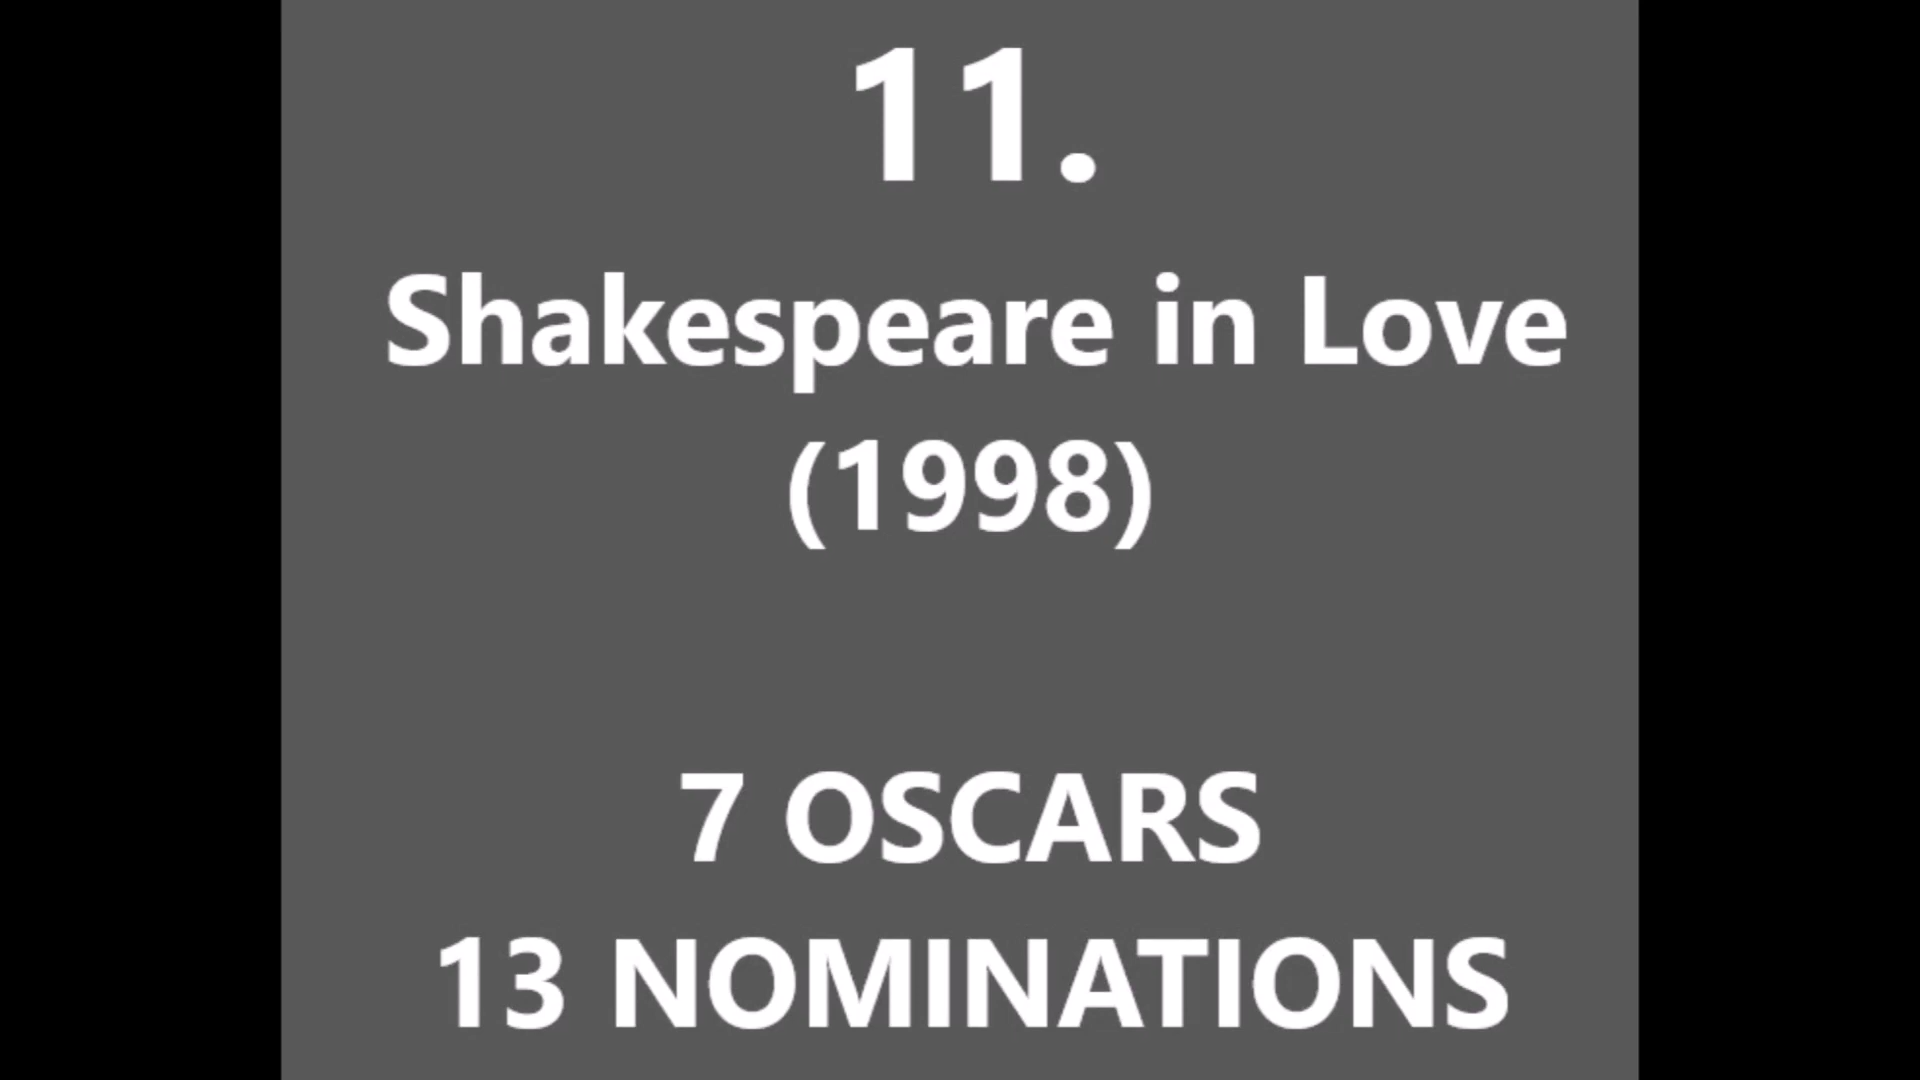 11.
Shakespeare in Love
(1998)
7 OSCARS
13 NOMINATIONS